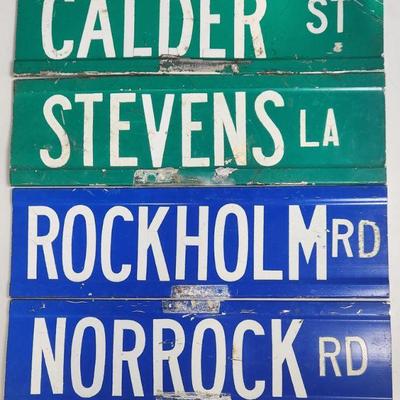 CALDER ST
STEVENS LA
ROCKHOLM RD
NORROCK RD